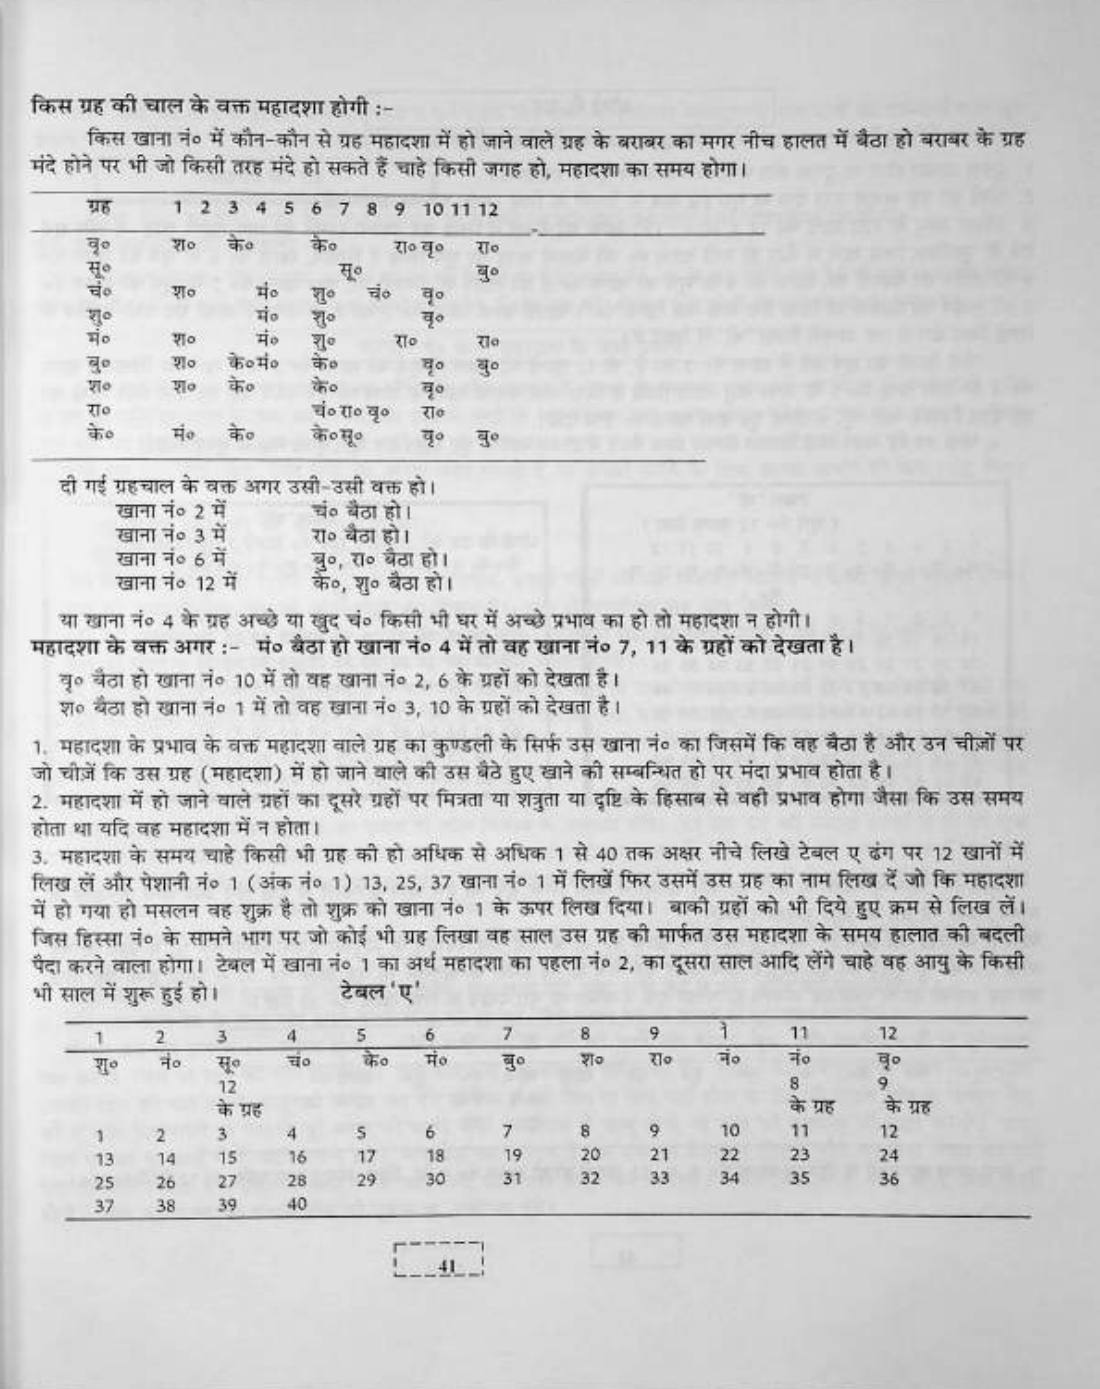 किस ग्रह की चाल के वक्त महादशा होगी :-
किस खाना नं० में कौन-कौन से ग्रह महादशा में हो जाने वाले ग्रह के बराबर का मगर नीच हालत में बैठा हो बराबर के ग्रह
मंदे होने पर भी जो किसी तरह मंदे हो सकते हैं चाहे किसी जगह हो, महादशा का समय होगा।
ग्रह 1 2 3 4 5 6 7 8 9 10 11 12
वृ० श० के० के० रा० वृ० रा०
सू० सू० बु०
चं० श० मं० शु० चं० वृ०
शु० मं० शु० वृ०
मं० श० मं० शु० रा० रा०
बु० श० के०मं० के० वृ० बु०
श० श० के० के० वृ०
रा० चं० रा० वृ० रा०
के० मं० के० के०सू० वृ० बु०
दी गई ग्रहचाल के वक्त अगर उसी-उसी वक्त हो।
खाना नं० 2 में चं० बैठा हो।
खाना नं० 3 में रा० बैठा हो।
खाना नं० 6 में बु०, रा० बैठा हो।
खाना नं० 12 में के०, शु० बैठा हो।
या खाना नं० 4 के ग्रह अच्छे या खुद चं० किसी भी घर में अच्छे प्रभाव का हो तो महादशा न होगी।
महादशा के वक्त अगर :- मं० बैठा हो खाना नं० 4 में तो वह खाना नं० 7, 11 के ग्रहों को देखता है।
वृ० बैठा हो खाना नं० 10 में तो वह खाना नं० 2, 6 के ग्रहों को देखता है।
श० बैठा हो खाना नं० 1 में तो वह खाना नं० 3, 10 के ग्रहों को देखता है।
1. महादशा के प्रभाव के वक्त महादशा वाले ग्रह का कुण्डली के सिर्फ उस खाना नं० का जिसमें कि वह बैठा है और उन चीज़ों पर
जो चीज़ें कि उस ग्रह (महादशा) में हो जाने वाले की उस बैठे हुए खाने की सम्बन्धित हो पर मंदा प्रभाव होता है।
2. महादशा में हो जाने वाले ग्रहों का दूसरे ग्रहों पर मित्रता या शत्रुता या दृष्टि के हिसाब से वही प्रभाव होगा जैसा कि उस समय
होता था यदि वह महादशा में न होता।
3. महादशा के समय चाहे किसी भी ग्रह की हो अधिक से अधिक 1 से 40 तक अक्षर नीचे लिखे टेबल ए ढंग पर 12 खानों में
लिख लें और पेशानी नं० 1 (अंक नं० 1) 13, 25, 37 खाना नं० 1 में लिखें फिर उसमें उस ग्रह का नाम लिख दें जो कि महादशा
में हो गया हो मसलन वह शुक्र है तो शुक्र को खाना नं० 1 के ऊपर लिख दिया। बाकी ग्रहों को भी दिये हुए क्रम से लिख लें।
जिस हिस्सा नं० के सामने भाग पर जो कोई भी ग्रह लिखा वह साल उस ग्रह की मार्फत उस महादशा के समय हालात की बदली
पैदा करने वाला होगा। टेबल में खाना नं० 1 का अर्थ महादशा का पहला नं० 2, का दूसरा साल आदि लेंगे चाहे वह आयु के किसी
भी साल में शुरू हुई हो। टेबल 'ए'
1 2 3 4 5 6 7 8 9 11 12
शु० नं० सू० चं० के० मं० बु० श० रा० नं० नं० वृ०
12 8 9
के ग्रह के ग्रह के ग्रह
1 2 3 4 5 6 7 8 9 10 11 12
13 14 15 16 17 18 19 20 21 22 23 24
25 26 27 28 29 30 31 32 33 34 35 36
37 38 39 40
41